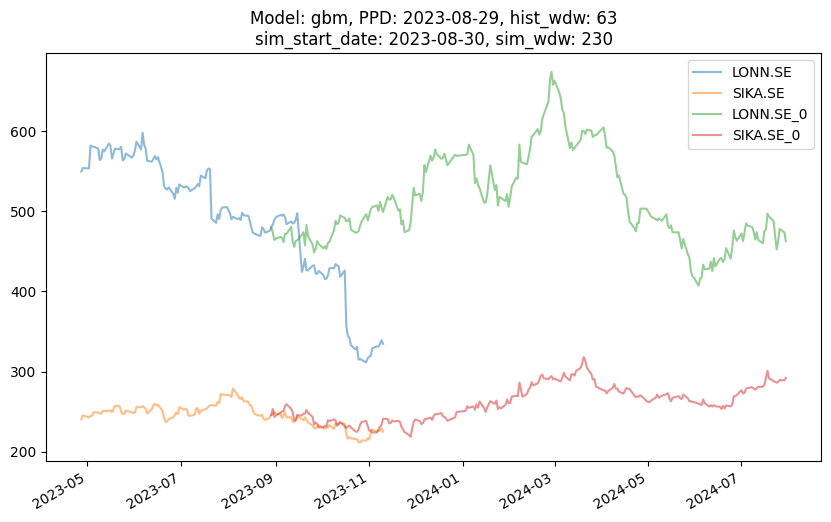 Model: gbm, PPD: 2023-08-29, hist_wdw: 63
sim_start_date: 2023-08-30, sim_wdw: 230
LONN.SE
SIKA.SE
LONN.SE_0
SIKA.SE_0
600
500
400
300
200
2023-05
2023-07
2023-09
2023-11
2024-01
2024-03
2024-05
2024-07